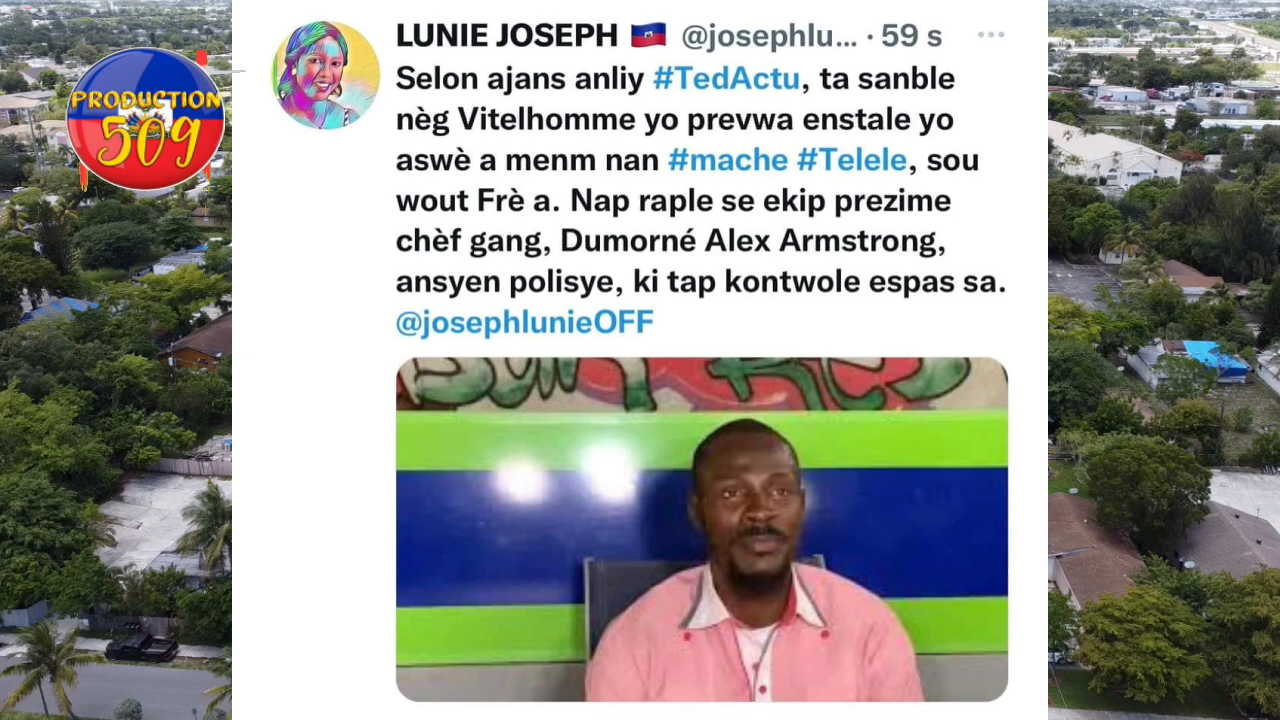 PRODUCTION
509
LUNIE JOSEPH 🇭🇹 @josephlu... · 59 s
Selon ajans anliy #TedActu, ta sanble
nèg Vitelhomme yo prevwa enstale yo
aswè a menm nan #mache #Telele, sou
wout Frè a. Nap raple se ekip prezime
chèf gang, Dumorné Alex Armstrong,
ansyen polisye, ki tap kontwole espas sa.
@josephlunieOFF